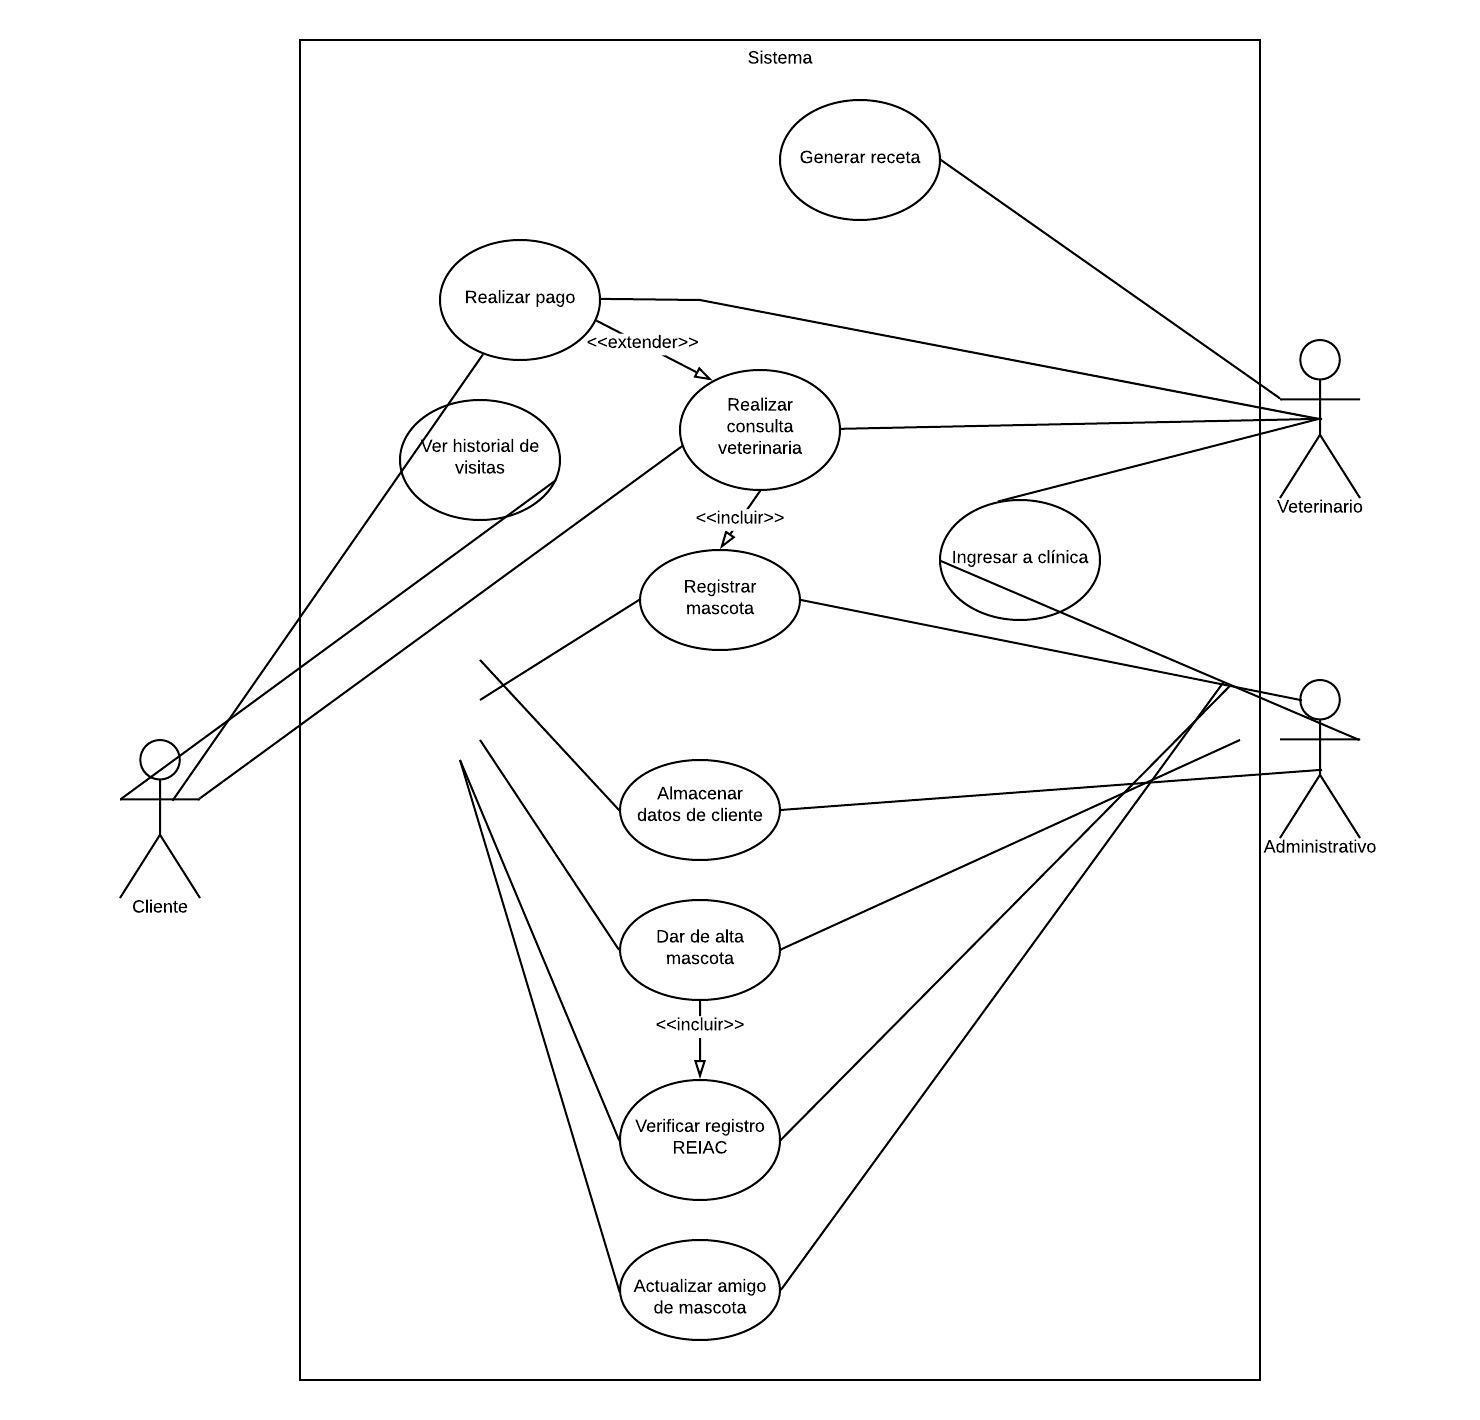 Sistema
Generar receta
Realizar pago
<<extender>>
Realizar
consulta
veterinaria
Ver historial de
visitas
Veterinario
<<incluir>>
Ingresar a clínica
Registrar
mascota
Almacenar
datos de cliente
Administrativo
Cliente
Dar de alta
mascota
<<incluir>>
Verificar registro
REIAC
Actualizar amigo
de mascota